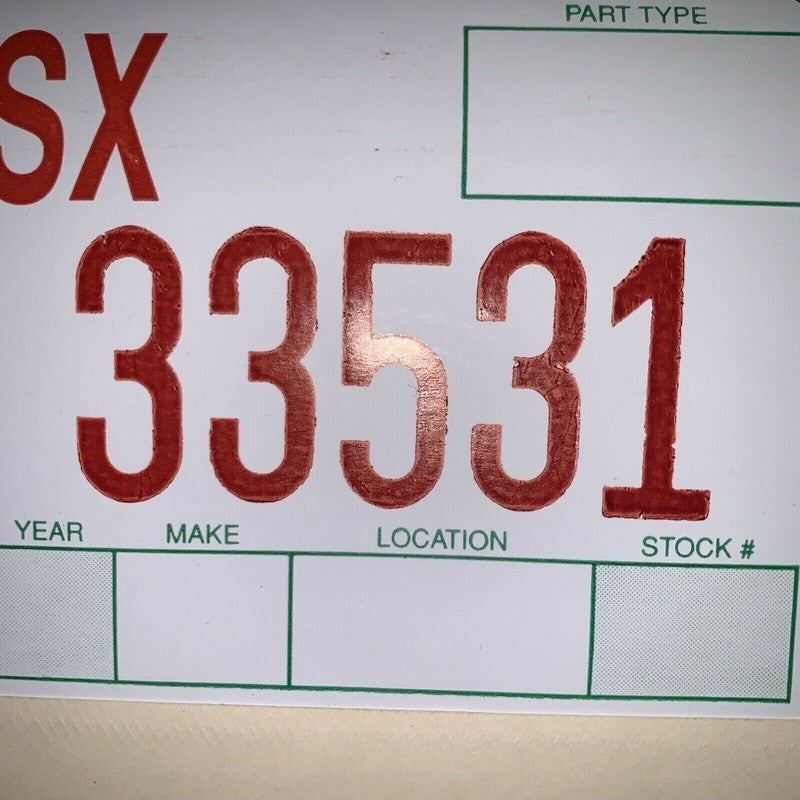 PART TYPE
SX
33531
YEAR MAKE LOCATION STOCK #